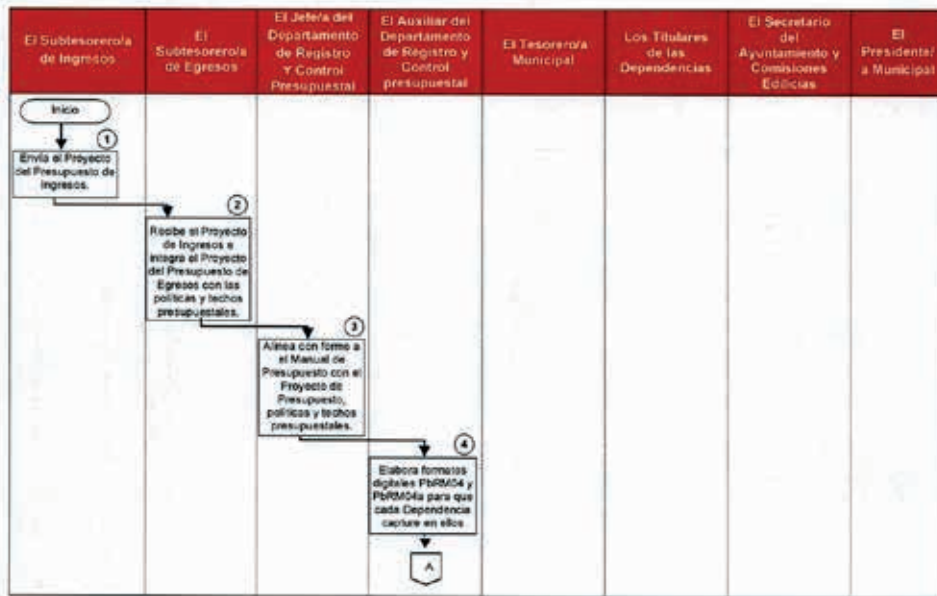 El Subtesorero/a
de Ingresos
El
Subtesorero/a
de Egresos
El Jefe/a del
Departamento
de Registro
Y Control
Presupuestal
El Auxiliar del
Departamento
de Registro y
Control
presupuestal
El Tesorero/a
Municipal
Los Titulares
de las
Dependencias
El Secretario
del
Ayuntamiento y
Comisiones
Edilicias
El
Presidente/
a Municipal
Inicio
1
Envía el Proyecto
del Presupuesto de
Ingresos.
2
Recibe el Proyecto
de Ingresos e
integra el Proyecto
del Presupuesto de
Egresos con las
políticas y techos
presupuestales.
3
Alinea con forme a
el Manual de
Presupuesto con el
Proyecto de
Presupuesto,
políticas y techos
presupuestales.
4
Elabora formatos
digitales PbRM04 y
PbRM04a para que
cada Dependencia
capture en ellos
A